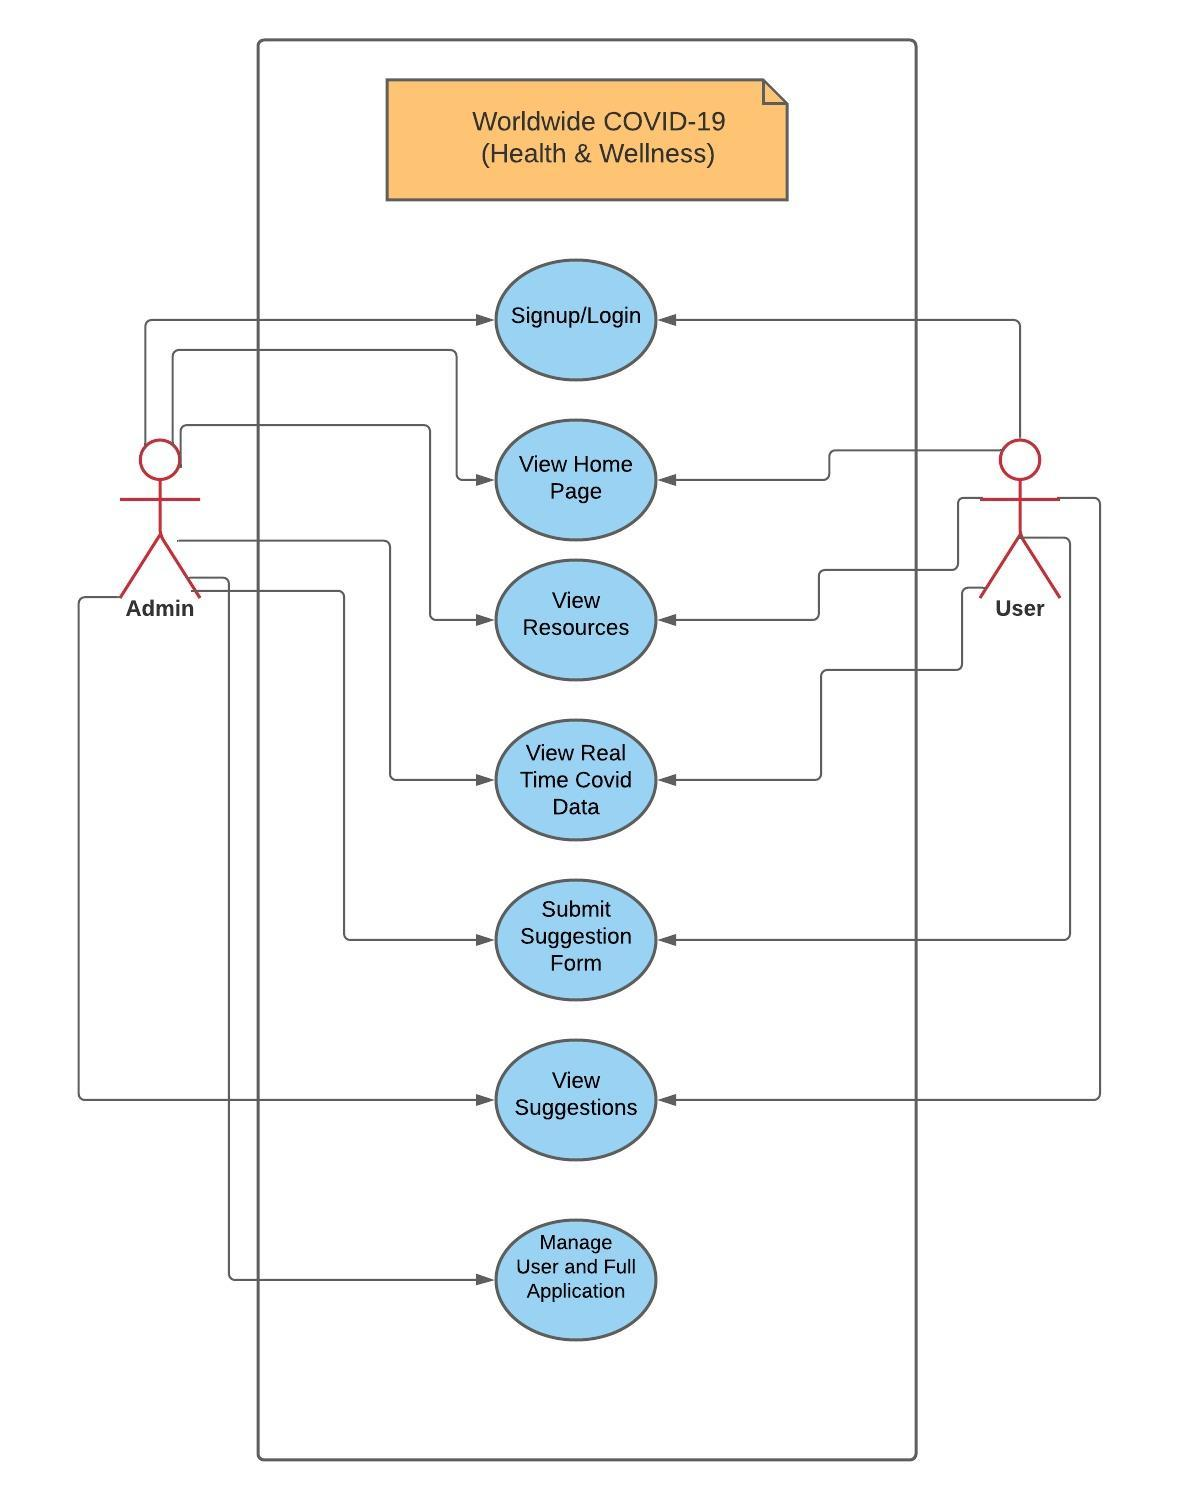 Worldwide COVID-19
(Health & Wellness)
Signup/Login
View Home
Page
View
Resources
Admin
User
View Real
Time Covid
Data
Submit
Suggestion
Form
View
Suggestions
Manage
User and Full
Application